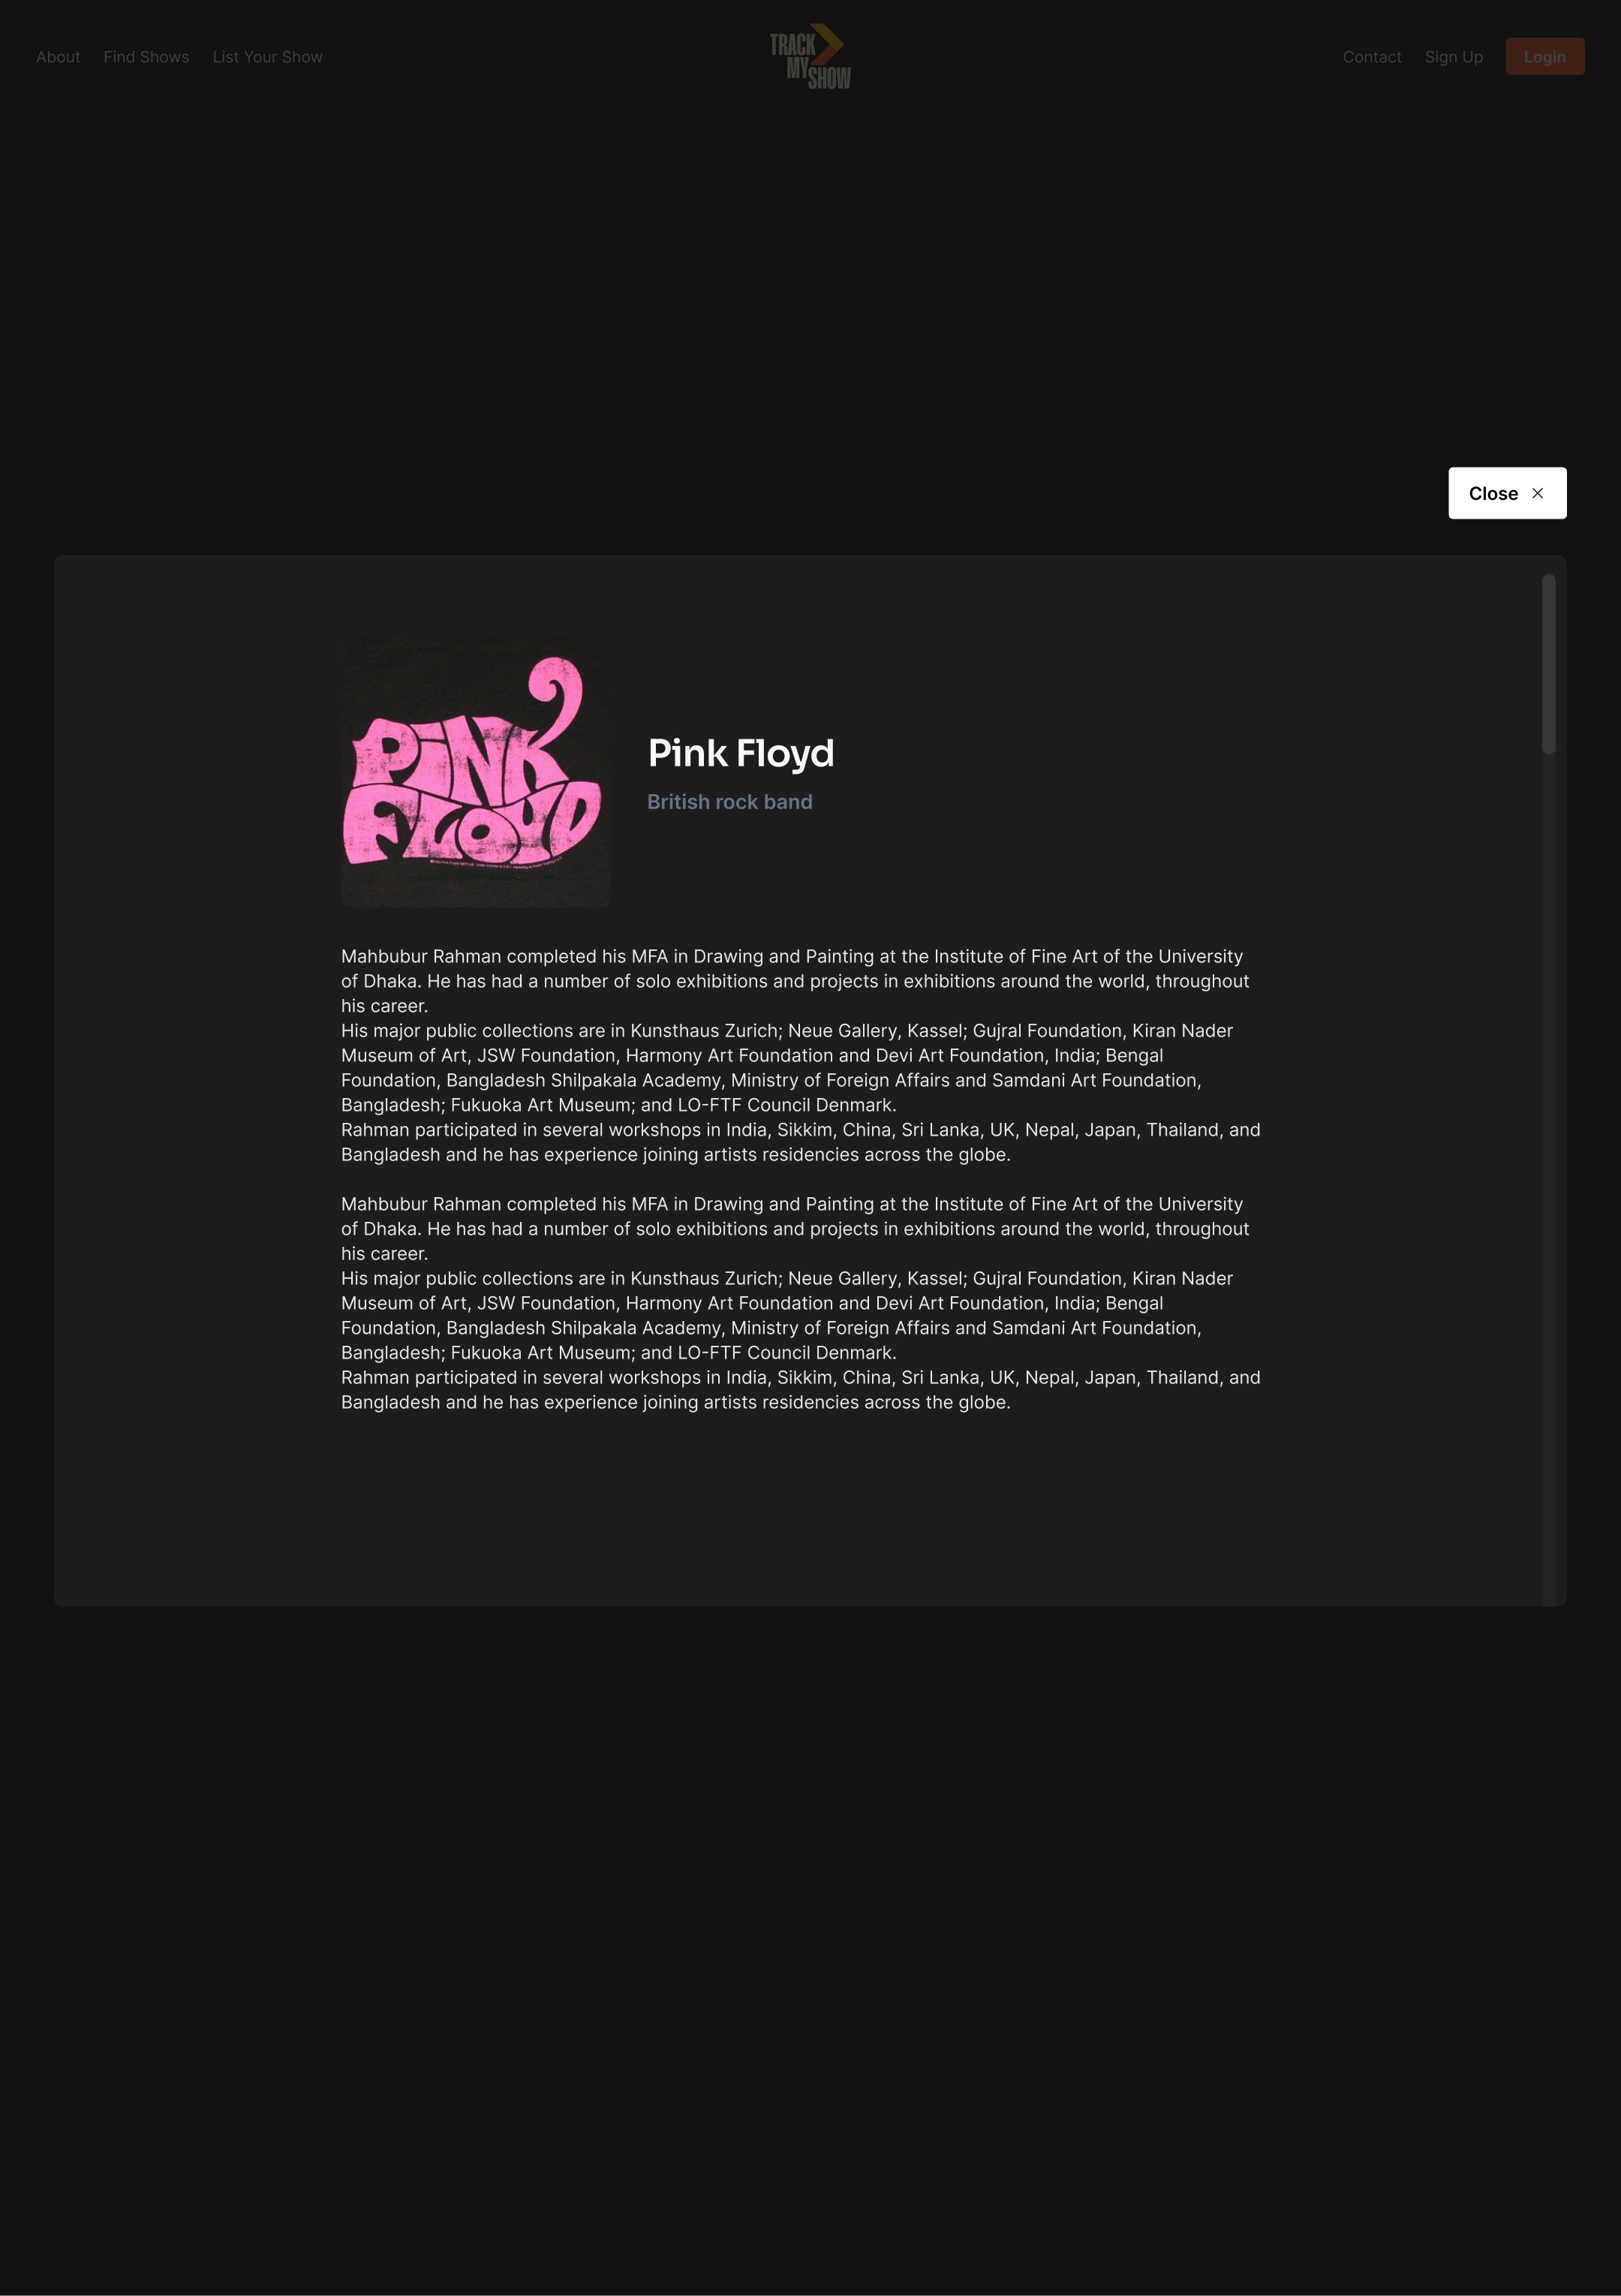 About Find Shows List Your Show
TRACK
MY
SHOW
Contact Sign Up Login
Close
PINK
FLOYD
Pink Floyd
British rock band
Mahbubur Rahman completed his MFA in Drawing and Painting at the Institute of Fine Art of the University
of Dhaka. He has had a number of solo exhibitions and projects in exhibitions around the world, throughout
his career.
His major public collections are in Kunsthaus Zurich; Neue Gallery, Kassel; Gujral Foundation, Kiran Nader
Museum of Art, JSW Foundation, Harmony Art Foundation and Devi Art Foundation, India; Bengal
Foundation, Bangladesh Shilpakala Academy, Ministry of Foreign Affairs and Samdani Art Foundation,
Bangladesh; Fukuoka Art Museum; and LO-FTF Council Denmark.
Rahman participated in several workshops in India, Sikkim, China, Sri Lanka, UK, Nepal, Japan, Thailand, and
Bangladesh and he has experience joining artists residencies across the globe.
Mahbubur Rahman completed his MFA in Drawing and Painting at the Institute of Fine Art of the University
of Dhaka. He has had a number of solo exhibitions and projects in exhibitions around the world, throughout
his career.
His major public collections are in Kunsthaus Zurich; Neue Gallery, Kassel; Gujral Foundation, Kiran Nader
Museum of Art, JSW Foundation, Harmony Art Foundation and Devi Art Foundation, India; Bengal
Foundation, Bangladesh Shilpakala Academy, Ministry of Foreign Affairs and Samdani Art Foundation,
Bangladesh; Fukuoka Art Museum; and LO-FTF Council Denmark.
Rahman participated in several workshops in India, Sikkim, China, Sri Lanka, UK, Nepal, Japan, Thailand, and
Bangladesh and he has experience joining artists residencies across the globe.